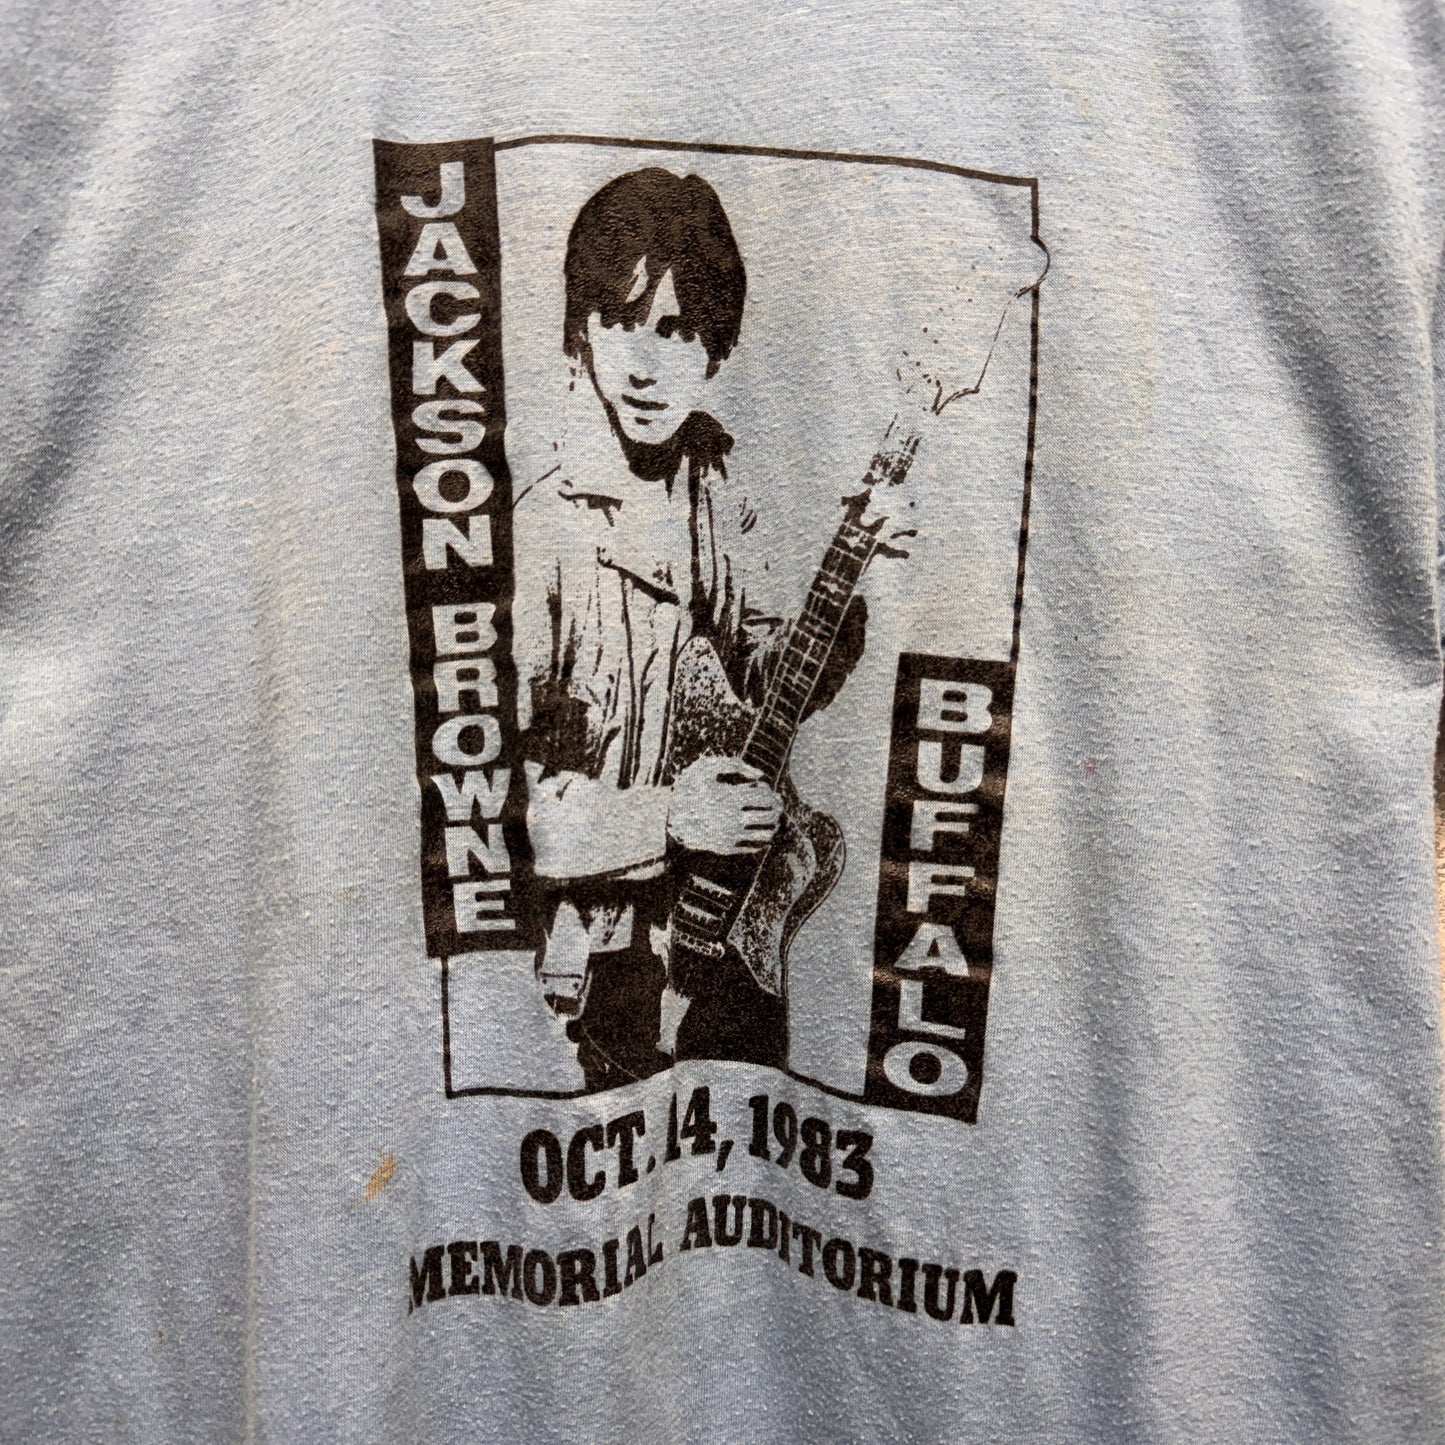 JACKSON BROWNE
BUFFALO
OCT. 14, 1983
MEMORIAL AUDITORIUM